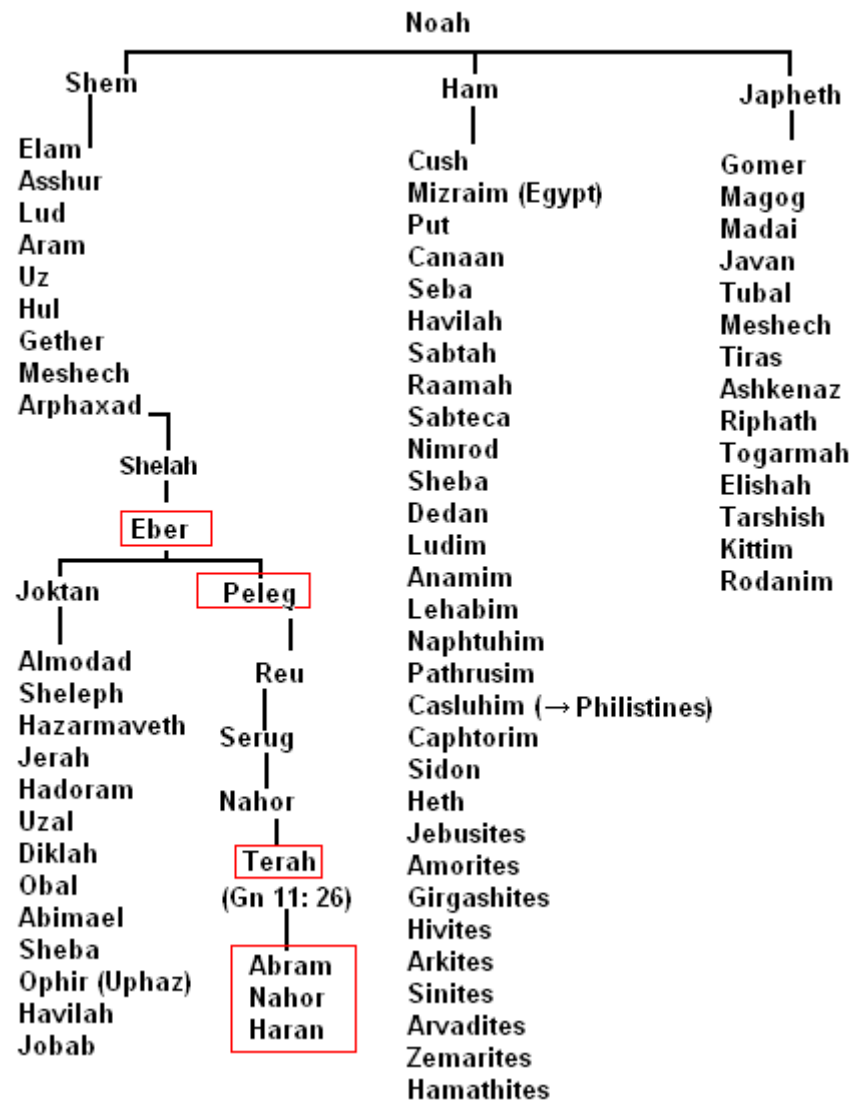 Noah
Shem
Elam
Asshur
Lud
Aram
Uz
Hul
Gether
Meshech
Arphaxad
Shelah
Eber
Joktan
Almodad
Sheleph
Hazarmaveth
Jerah
Hadoram
Uzal
Diklah
Obal
Abimael
Sheba
Ophir (Uphaz)
Havilah
Jobab
Peleg
Reu
Serug
Nahor
Terah
(Gn 11: 26)
Abram
Nahor
Haran
Ham
Cush
Mizraim (Egypt)
Put
Canaan
Seba
Havilah
Sabtah
Raamah
Sabteca
Nimrod
Sheba
Dedan
Ludim
Anamim
Lehabim
Naphtuhim
Pathrusim
Casluhim (→ Philistines)
Caphtorim
Sidon
Heth
Jebusites
Amorites
Girgashites
Hivites
Arkites
Sinites
Arvadites
Zemarites
Hamathites
Japheth
Gomer
Magog
Madai
Javan
Tubal
Meshech
Tiras
Ashkenaz
Riphath
Togarmah
Elishah
Tarshish
Kittim
Rodanim